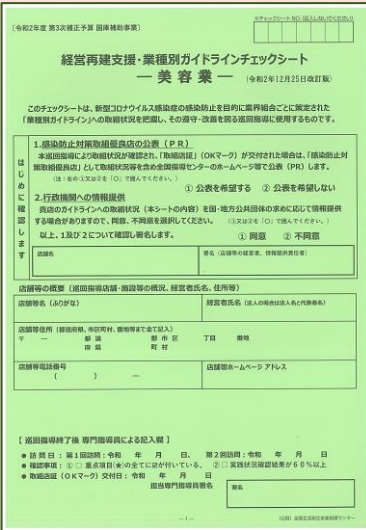 ［令和２年度 第3次補正予算 国庫補助事業］
※チェックシートNO.(記入しないでください)
経営再建支援・業種別ガイドラインチェックシート
― 美 容 業 ―
(令和2年12月25日改訂版)
このチェックシートは、新型コロナウイルス感染症の感染防止を目的に業界組合ごとに策定された
「業種別ガイドライン」への取組状況を把握し、その遵守・改善を図る巡回指導に使用するものです。
はじめに確認します
1.感染防止対策取組優良店の公表（ＰＲ）
本巡回指導により取組状況が確認され、「取組店証」（OKマーク）が交付された場合は、「感染防止対
策取組優良店」として取組状況等を含め全国指導センターのホームページ等で公表（ＰＲ）します。
（注：右の①又は②を「〇」で囲んでください。）
① 公表を希望する ② 公表を希望しない
2.行政機関への情報提供
貴店のガイドラインへの取組状況（本シートの内容）を国・地方公共団体の求めに応じて情報提供
する場合がありますので、同意、不同意を選択してください。
（①又は②を「〇」で囲んでください。）
以上、1及び2について確認し署名します。
① 同意 ② 不同意
店舗名
署名（店舗等の経営者、情報提供責任者）
店舗等の概要（巡回指導店舗・施設等の概況、経営者氏名、住所等）
店舗等名（ふりがな）
経営者氏名（法人の場合は法人名と代表者名）
店舗等住所（都道府県、市区町村、番地等まで全て記入）
〒 ― 都 道 郡 市 区 丁目 番地
府 県 町 村
店舗等電話番号
（ ） ―
店舗等ホームページ アドレス
【 巡回指導終了後 専門指導員による記入欄 】
● 訪 問 日 ： 第１回訪問：令和 年 月 日、 第２回訪問：令和 年 月 日
● 確認事項：① □ 重点項目(★)の全てに☑が付いている、 ② □ 実践状況確認結果が６０％以上
● 取組店証（ＯＫマーク）交付日：令和 年 月 日
担当専門指導員署名
署名
― 1 ―
(公財) 全国生活衛生営業指導センター